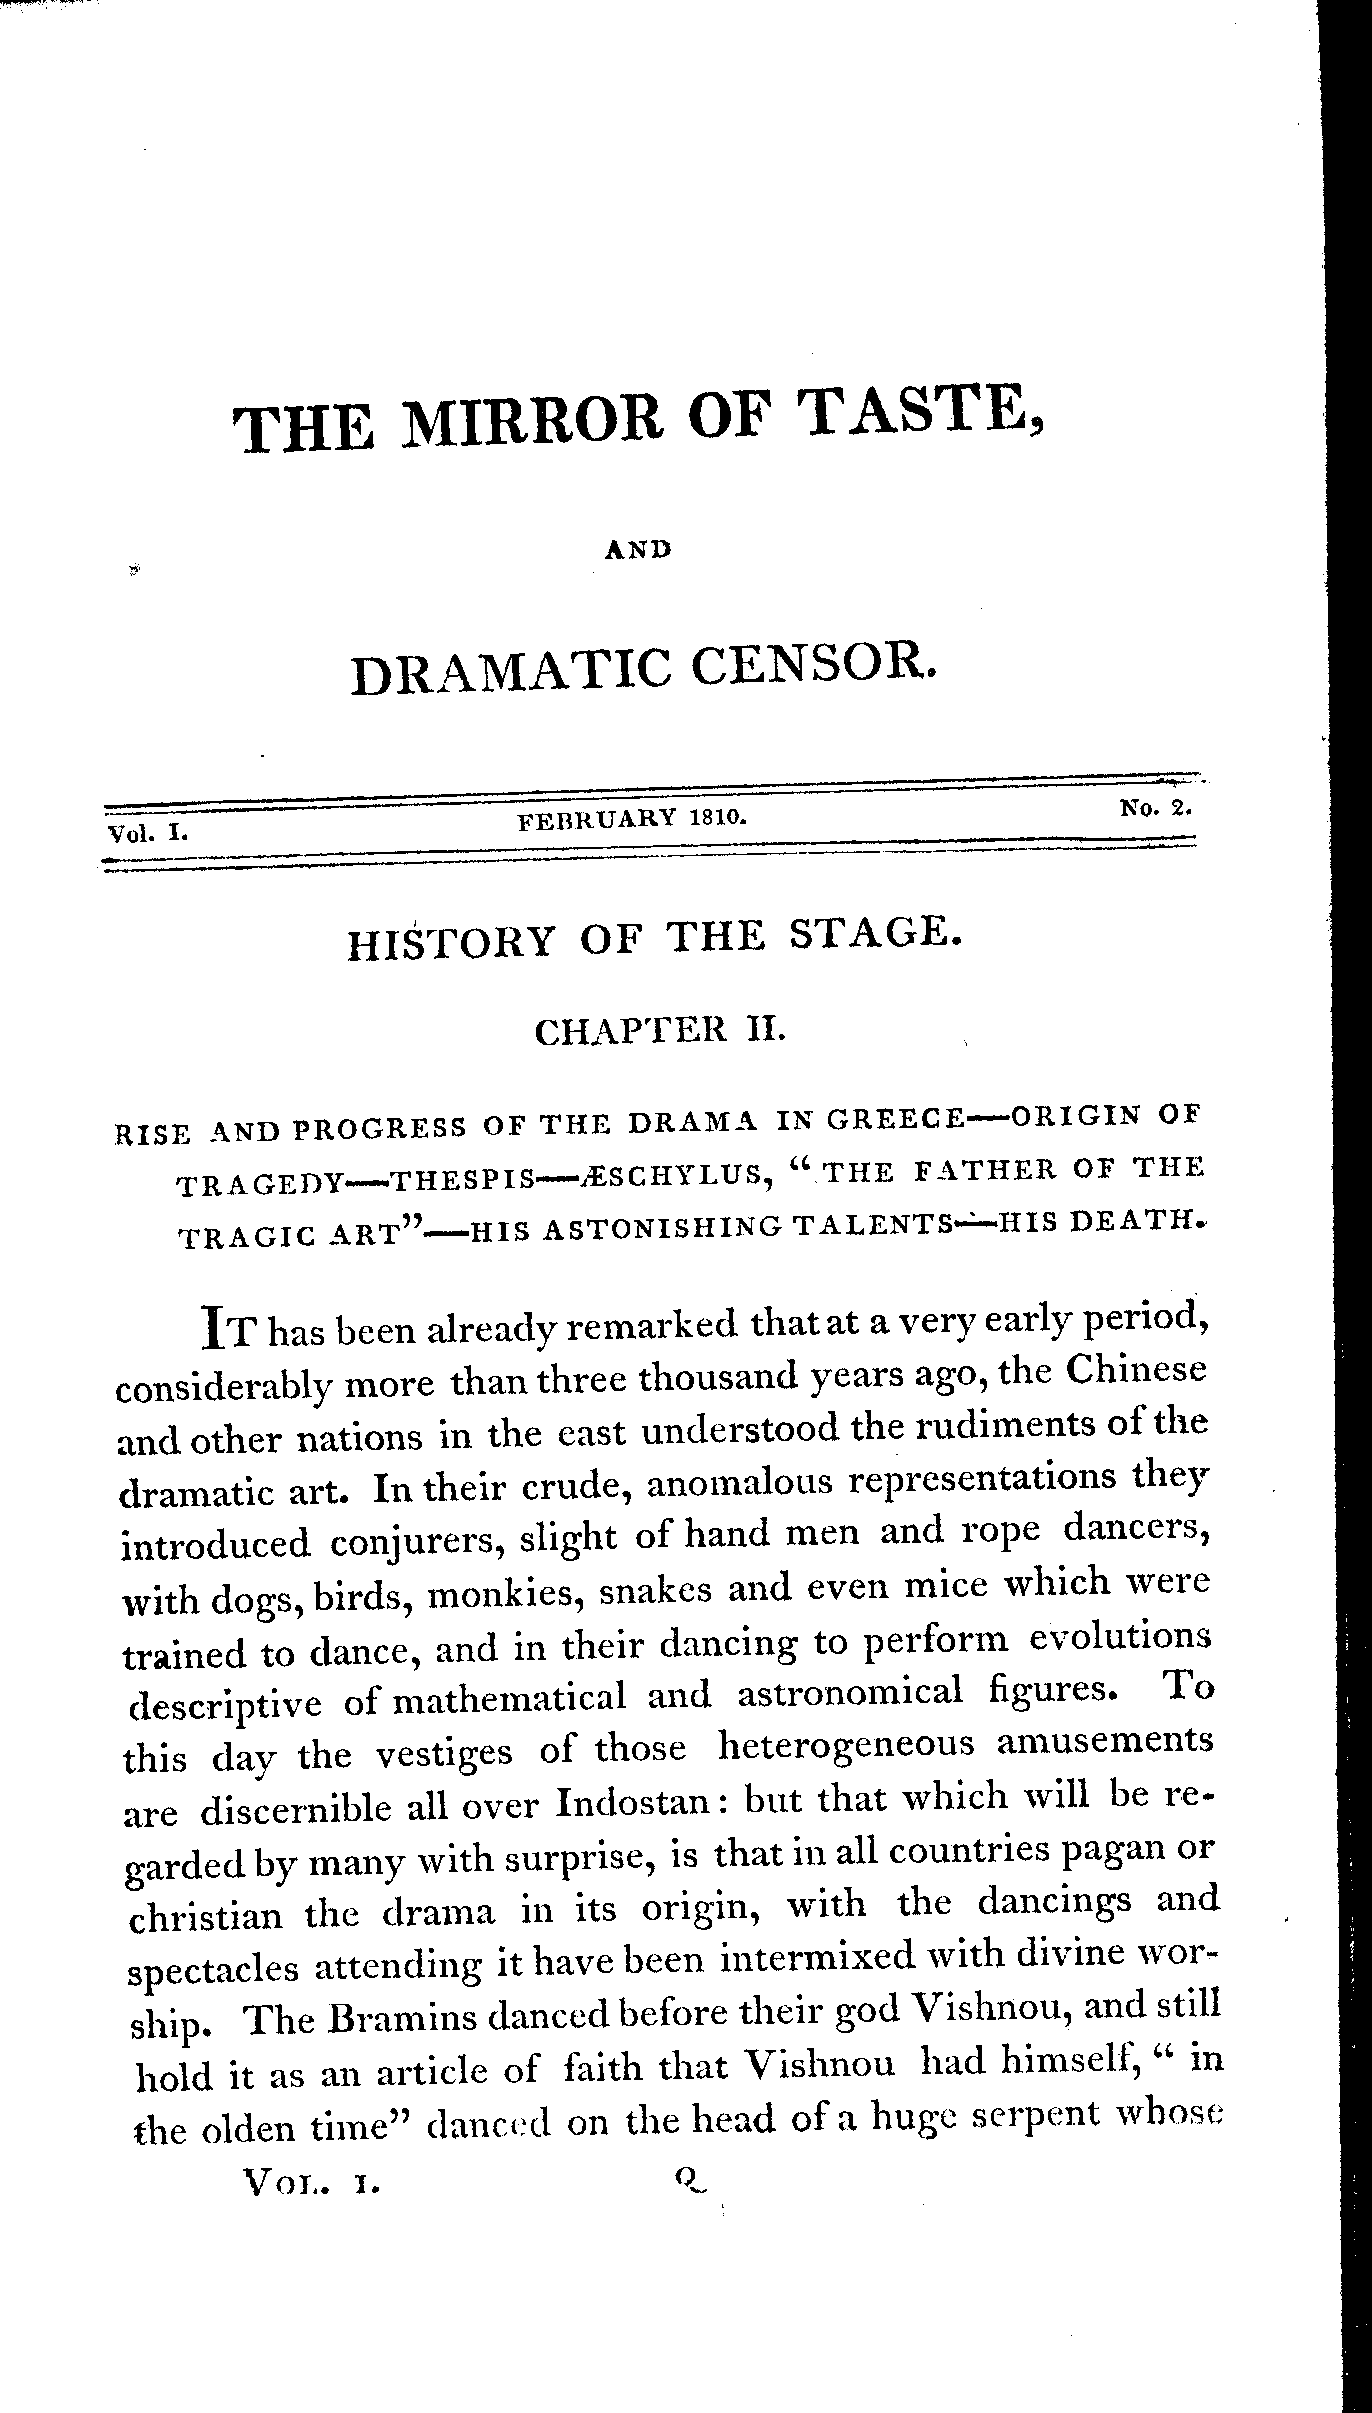 THE MIRROR OF TASTE,
AND
DRAMATIC CENSOR.
Vol. I. FEBRUARY 1810. No. 2.
HISTORY OF THE STAGE.
CHAPTER II.
RISE AND PROGRESS OF THE DRAMA IN GREECE—ORIGIN OF
TRAGEDY—THESPIS—ÆSCHYLUS, “THE FATHER OF THE
TRAGIC ART”—HIS ASTONISHING TALENTS—HIS DEATH.
IT has been already remarked that at a very early period,
considerably more than three thousand years ago, the Chinese
and other nations in the east understood the rudiments of the
dramatic art. In their crude, anomalous representations they
introduced conjurers, slight of hand men and rope dancers,
with dogs, birds, monkies, snakes and even mice which were
trained to dance, and in their dancing to perform evolutions
descriptive of mathematical and astronomical figures. To
this day the vestiges of those heterogeneous amusements
are discernible all over Indostan: but that which will be re-
garded by many with surprise, is that in all countries pagan or
christian the drama in its origin, with the dancings and
spectacles attending it have been intermixed with divine wor-
ship. The Bramins danced before their god Vishnou, and still
hold it as an article of faith that Vishnou had himself, “in
the olden time” danced on the head of a huge serpent whose
VOL. I. Q